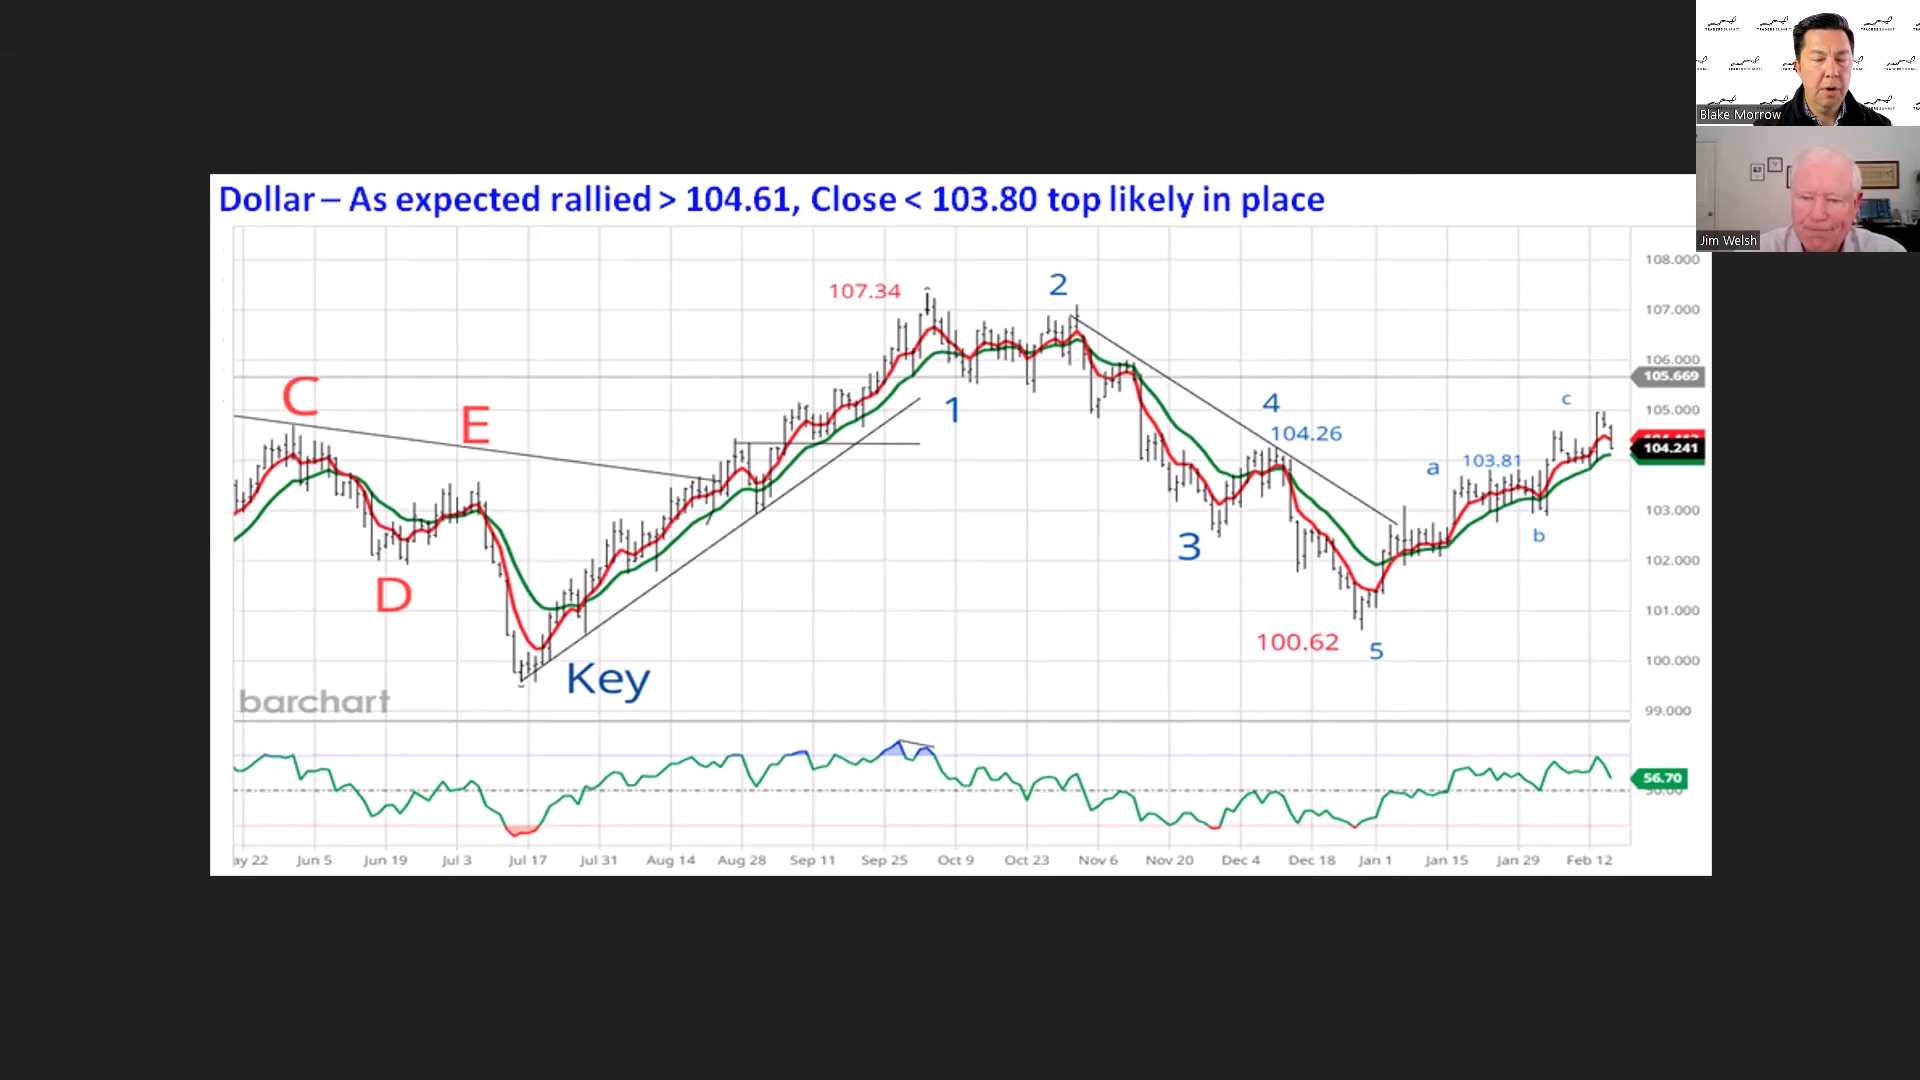 Dollar – As expected rallied > 104.61, Close < 103.80 top likely in place
Blake Morrow
Jim Welsh
108.000
107.000
106.000
105.669
105.000
104.241
103.000
102.000
101.000
100.000
99.000
107.34
2
C
E
1
4
104.26
c
a
103.81
b
3
D
100.62
5
Key
barchart
56.70
ay 22 Jun 5 Jun 19 Jul 3 Jul 17 Jul 31 Aug 14 Aug 28 Sep 11 Sep 25 Oct 9 Oct 23 Nov 6 Nov 20 Dec 4 Dec 18 Jan 1 Jan 15 Jan 29 Feb 12